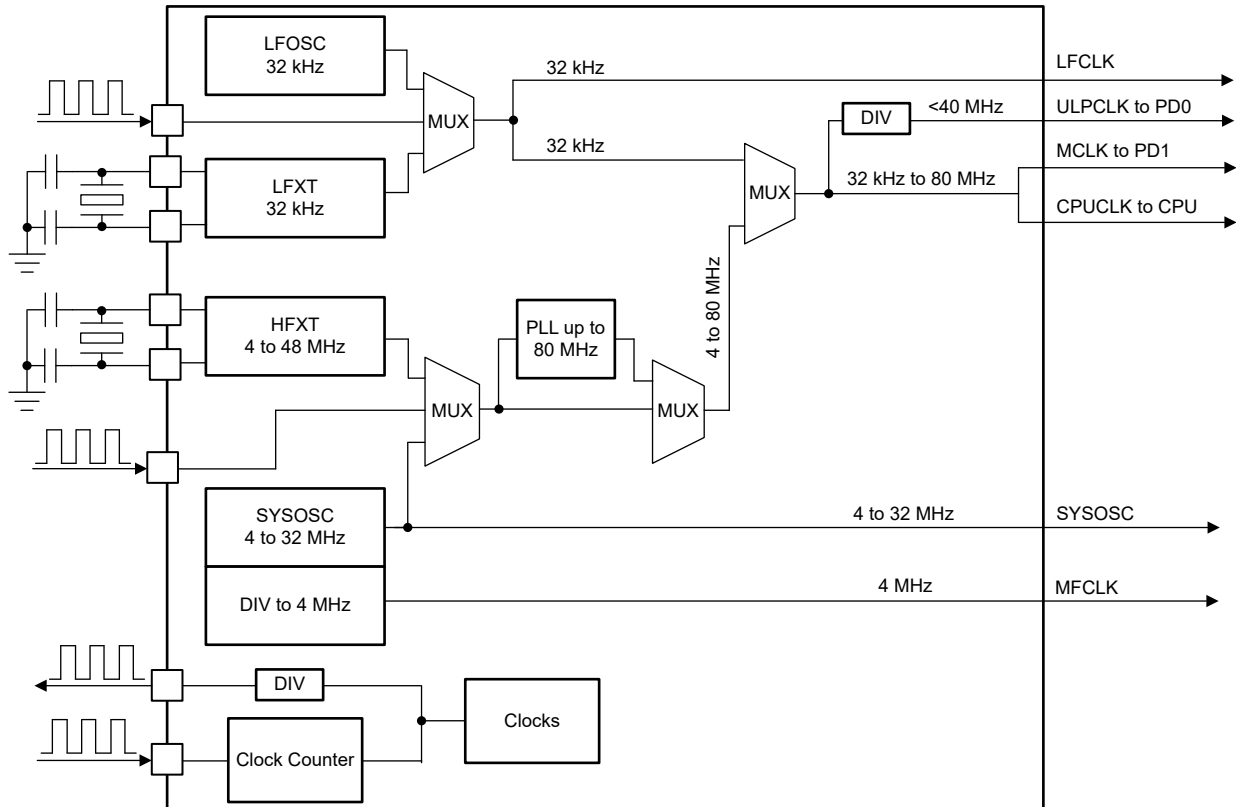 LFOSC
32 kHz
MUX
32 kHz
LFCLK
DIV
<40 MHz
ULPCLK to PD0
32 kHz
MCLK to PD1
LFXT
32 kHz
MUX
32 kHz to 80 MHz
CPUCLK to CPU
4 to 80 MHz
HFXT
4 to 48 MHz
PLL up to
80 MHz
MUX
MUX
SYSOSC
4 to 32 MHz
4 to 32 MHz
SYSOSC
DIV to 4 MHz
4 MHz
MFCLK
DIV
Clocks
Clock Counter